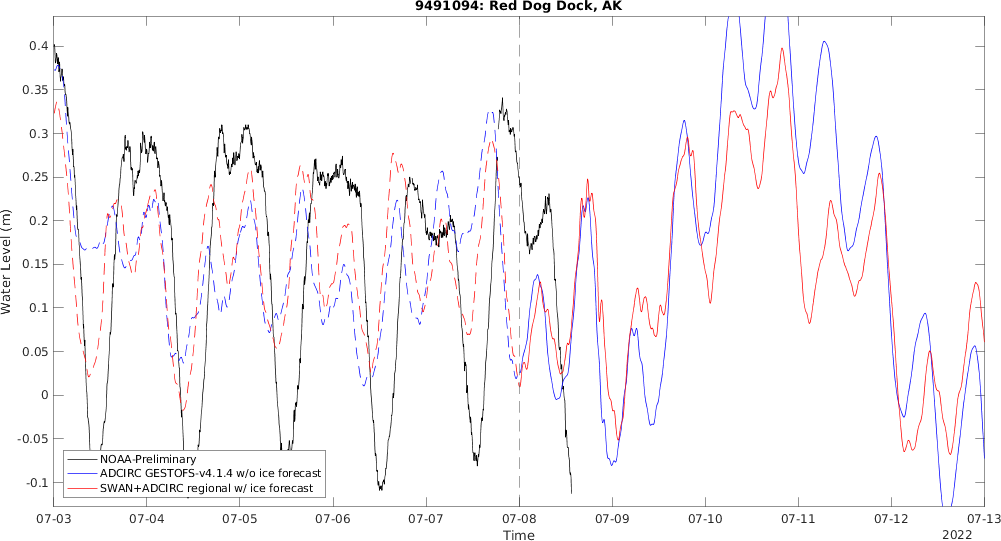 9491094: Red Dog Dock, AK
0.4
0.35
0.3
0.25
0.2
0.15
0.1
0.05
0
-0.05
-0.1
Water Level (m)
NOAA-Preliminary
ADCIRC GESTOFS-v4.1.4 w/o ice forecast
SWAN+ADCIRC regional w/ ice forecast
07-03 07-04 07-05 07-06 07-07 07-08 07-09 07-10 07-11 07-12 07-13
Time
2022